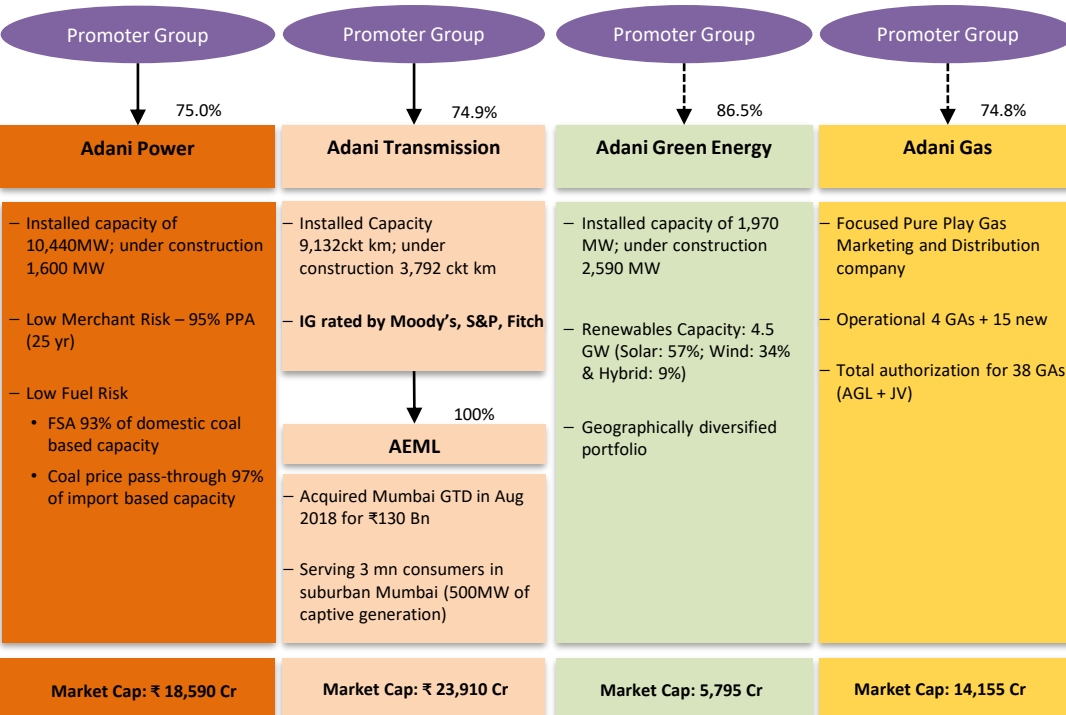 Promoter Group
75.0%
Adani Power
– Installed capacity of
10,440MW; under construction
1,600 MW
– Low Merchant Risk – 95% PPA
(25 yr)
– Low Fuel Risk
• FSA 93% of domestic coal
based capacity
• Coal price pass-through 97%
of import based capacity
Market Cap: ₹ 18,590 Cr
Promoter Group
74.9%
Adani Transmission
– Installed Capacity
9,132ckt km; under
construction 3,792 ckt km
– IG rated by Moody’s, S&P, Fitch
100%
AEML
– Acquired Mumbai GTD in Aug
2018 for ₹130 Bn
– Serving 3 mn consumers in
suburban Mumbai (500MW of
captive generation)
Market Cap: ₹ 23,910 Cr
Promoter Group
86.5%
Adani Green Energy
– Installed capacity of 1,970
MW; under construction
2,590 MW
– Renewables Capacity: 4.5
GW (Solar: 57%; Wind: 34%
& Hybrid: 9%)
– Geographically diversified
portfolio
Market Cap: 5,795 Cr
Promoter Group
74.8%
Adani Gas
– Focused Pure Play Gas
Marketing and Distribution
company
– Operational 4 GAs + 15 new
– Total authorization for 38 GAs
(AGL + JV)
Market Cap: 14,155 Cr